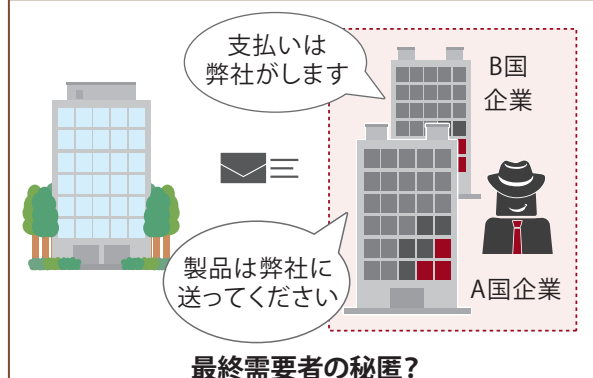 支払いは
弊社がします
B国
企業
製品は弊社に
送ってください
A国企業
最終需要者の秘匿？